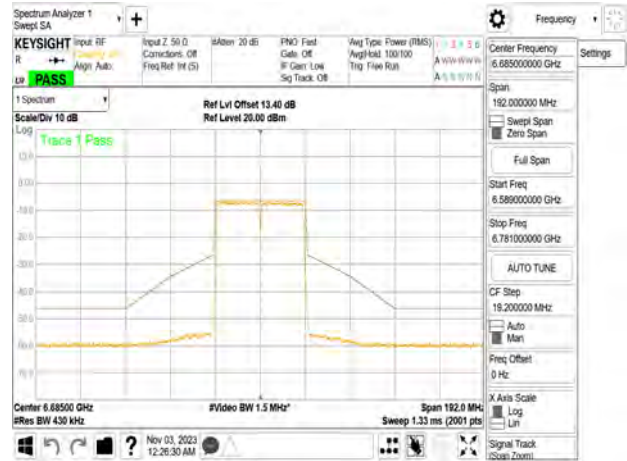 Spectrum Analyzer 1
Swept SA
Frequency
KEYSIGHT
R
PASS
Input: RF
Align: Auto
Input Z: 50 Ω
Corrections: Off
Freq Ref: Int (S)
#Atten: 20 dB
PNO: Fast
Gate: Off
IF Gain: Low
Sig Track: Off
Avg Type: Power (RMS)
Avg|Hold: 100/100
Trig: Free Run
Center Frequency
6.685000000 GHz
Settings
Span
192.000000 MHz
Swept Span
Zero Span
Full Span
Start Freq
6.589000000 GHz
Stop Freq
6.781000000 GHz
AUTO TUNE
CF Step
19.200000 MHz
Auto
Man
Freq Offset
0 Hz
X Axis Scale
Log
Lin
Signal Track
(Span Zoom)
1 Spectrum
Scale/Div 10 dB
Ref Lvl Offset 13.40 dB
Ref Level 20.00 dBm
Log
Trace 1 Pass
Center 6.68500 GHz
#Res BW 430 kHz
#Video BW 1.5 MHz*
Span 192.0 MHz
Sweep 1.33 ms (2001 pts
Nov 03, 2023
12:26:30 AM